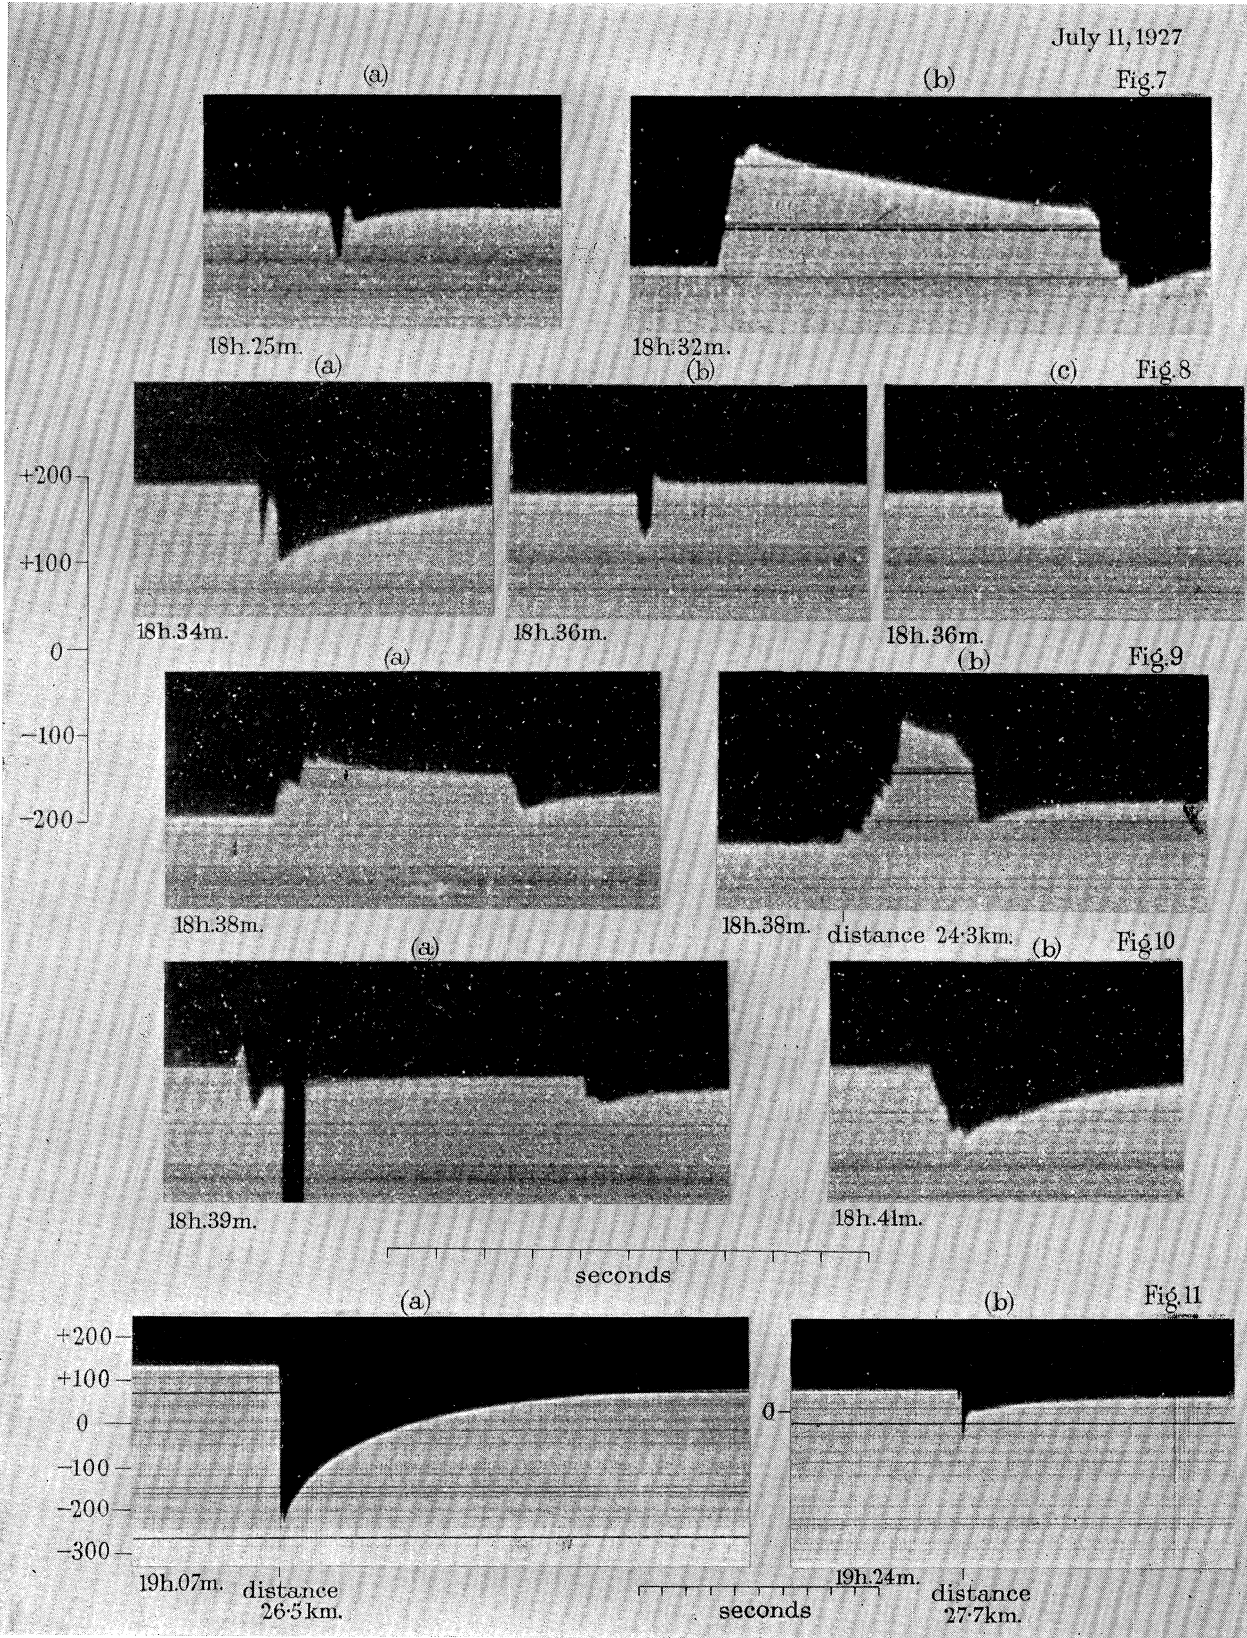 July 11, 1927
(a)
(b)
Fig.7
18h.25m.
18h.32m.
(a)
(b)
(c)
Fig.8
+200
+100
0
-100
-200
18h.34m.
18h.36m.
18h.36m.
(a)
(b)
Fig.9
18h.38m.
18h.38m.
distance 24·3km.
(a)
(b)
Fig.10
18h.39m.
18h.41m.
seconds
(a)
(b)
Fig.11
+200
+100
0
-100
-200
-300
0
19h.07m.
distance
26·5km.
seconds
19h.24m.
distance
27·7km.